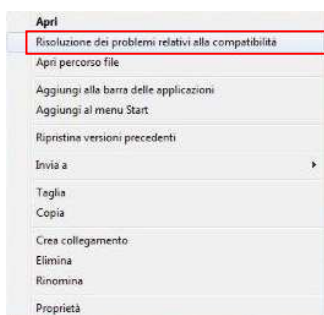 Apri
Risoluzione dei problemi relativi alla compatibilità
Apri percorso file
Aggiungi alla barra delle applicazioni
Aggiungi al menu Start
Ripristina versioni precedenti
Invia a
Taglia
Copia
Crea collegamento
Elimina
Rinomina
Proprietà